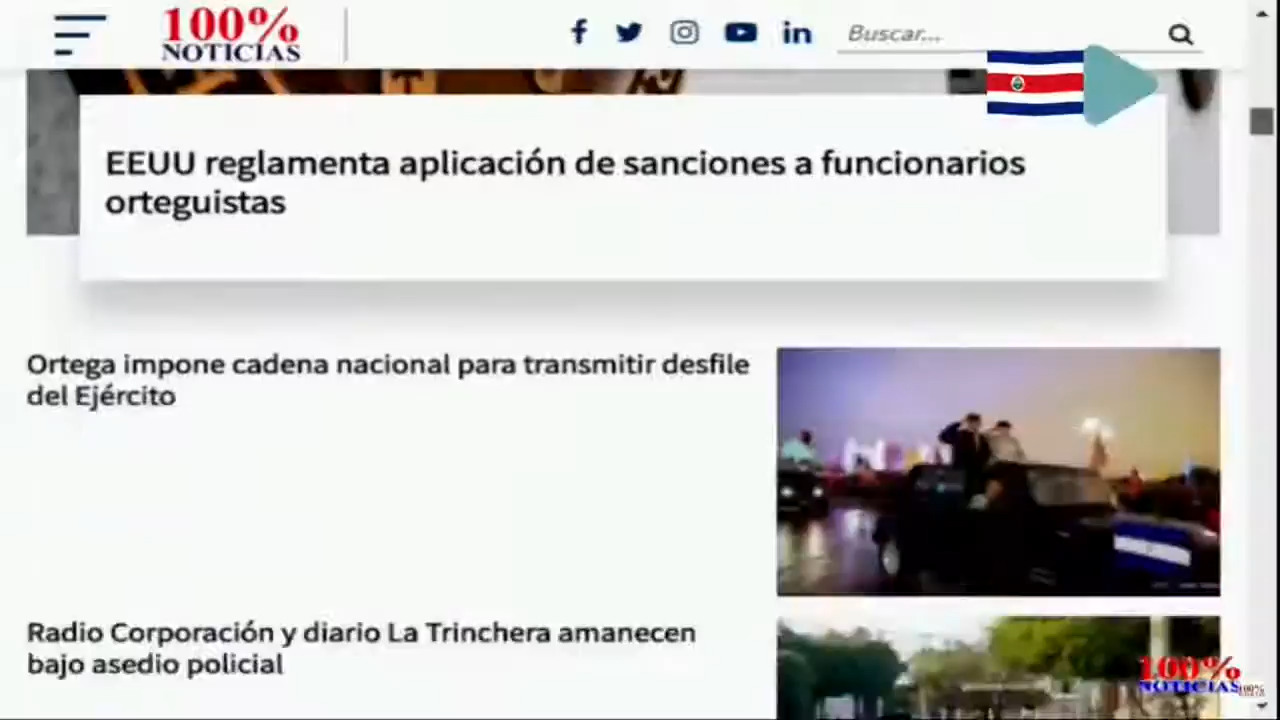 100%
NOTICIAS
Buscar...
EEUU reglamenta aplicación de sanciones a funcionarios
orteguistas
Ortega impone cadena nacional para transmitir desfile
del Ejército
Radio Corporación y diario La Trinchera amanecen
bajo asedio policial
100%
NOTICIAS